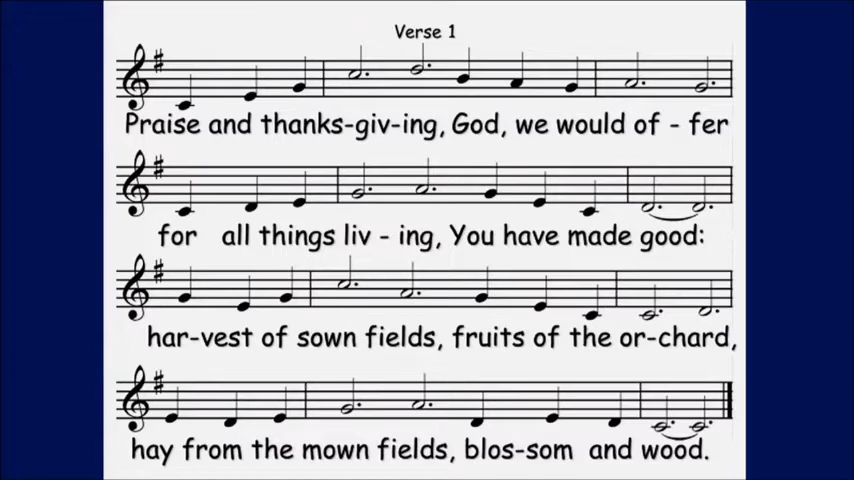 Verse 1
Praise and thanks-giv-ing, God, we would of - fer
for all things liv - ing, You have made good:
har-vest of sown fields, fruits of the or-chard,
hay from the mown fields, blos-som and wood.